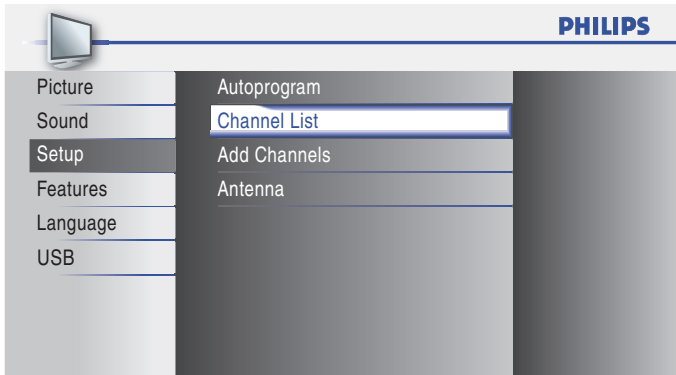 PHILIPS
Picture
Sound
Setup
Features
Language
USB
Autoprogram
Channel List
Add Channels
Antenna